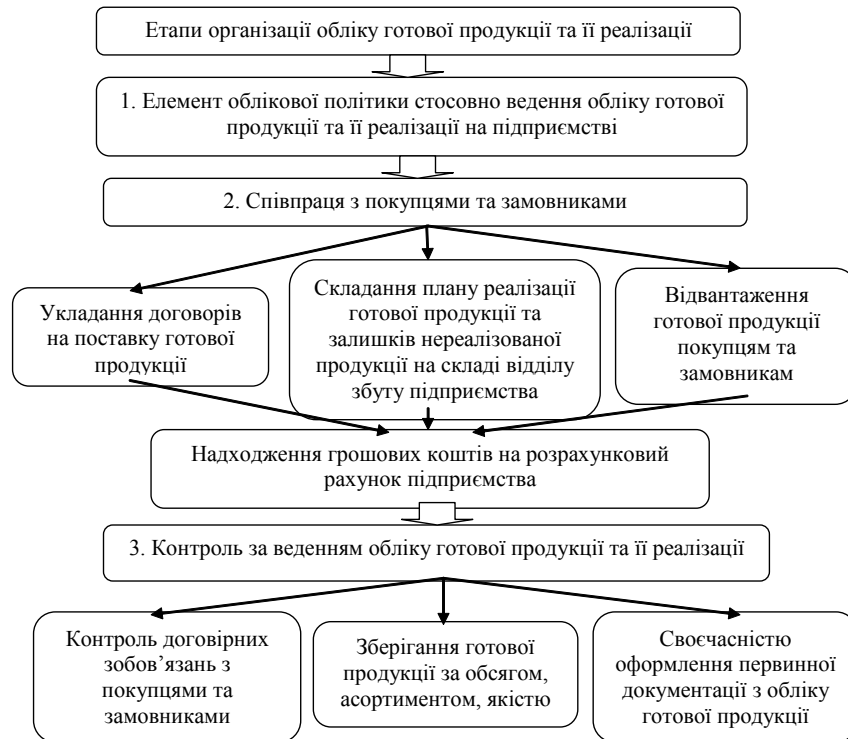 Етапи організації обліку готової продукції та її реалізації
1. Елемент облікової політики стосовно ведення обліку готової
продукції та її реалізації на підприємстві
2. Співпраця з покупцями та замовниками
Укладання договорів
на поставку готової
продукції
Складання плану реалізації
готової продукції та
залишків нереалізованої
продукції на складі відділу
збуту підприємства
Відвантаження
готової продукції
покупцям та
замовникам
Надходження грошових коштів на розрахунковий
рахунок підприємства
3. Контроль за веденням обліку готової продукції та її реалізації
Контроль договірних
зобов’язань з
покупцями та
замовниками
Зберігання готової
продукції за обсягом,
асортиментом, якістю
Своєчасністю
оформлення первинної
документації з обліку
готової продукції